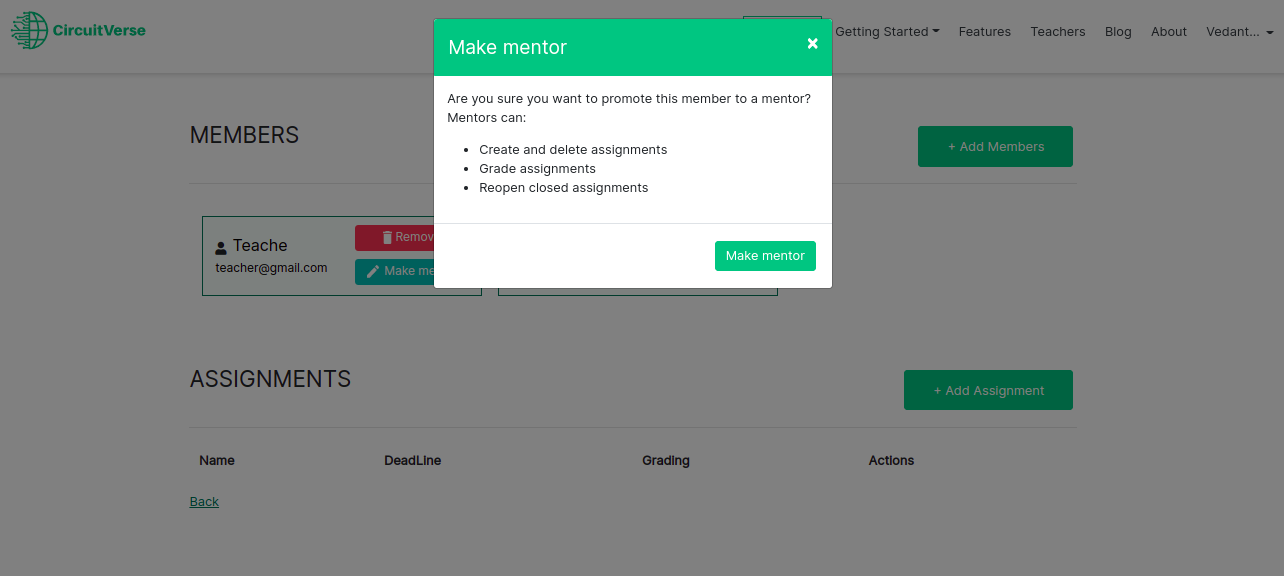 CircuitVerse
Getting Started
Features
Teachers
Blog
About
Vedant...
Make mentor
×
Are you sure you want to promote this member to a mentor?
Mentors can:
• Create and delete assignments
• Grade assignments
• Reopen closed assignments
Make mentor
MEMBERS
+ Add Members
Teache
teacher@gmail.com
Remov
Make me
ASSIGNMENTS
+ Add Assignment
Name DeadLine Grading Actions
Back